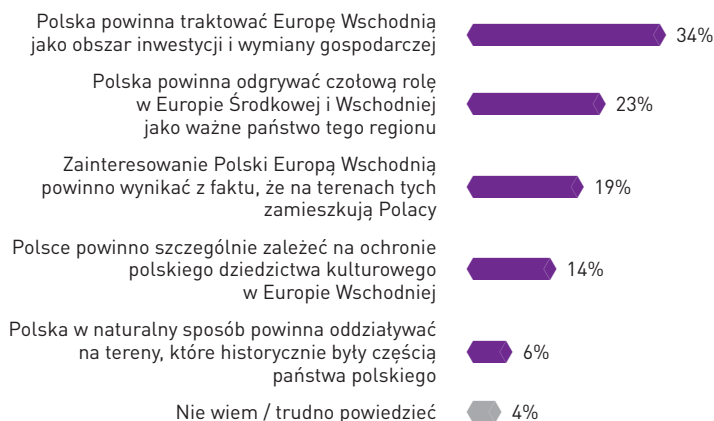 Polska powinna traktować Europę Wschodnią
jako obszar inwestycji i wymiany gospodarczej
34%
Polska powinna odgrywać czołową rolę
w Europie Środkowej i Wschodniej
jako ważne państwo tego regionu
23%
Zainteresowanie Polski Europą Wschodnią
powinno wynikać z faktu, że na terenach tych
zamieszkują Polacy
19%
Polsce powinno szczególnie zależeć na ochronie
polskiego dziedzictwa kulturowego
w Europie Wschodniej
14%
Polska w naturalny sposób powinna oddziaływać
na tereny, które historycznie były częścią
państwa polskiego
6%
Nie wiem / trudno powiedzieć
4%